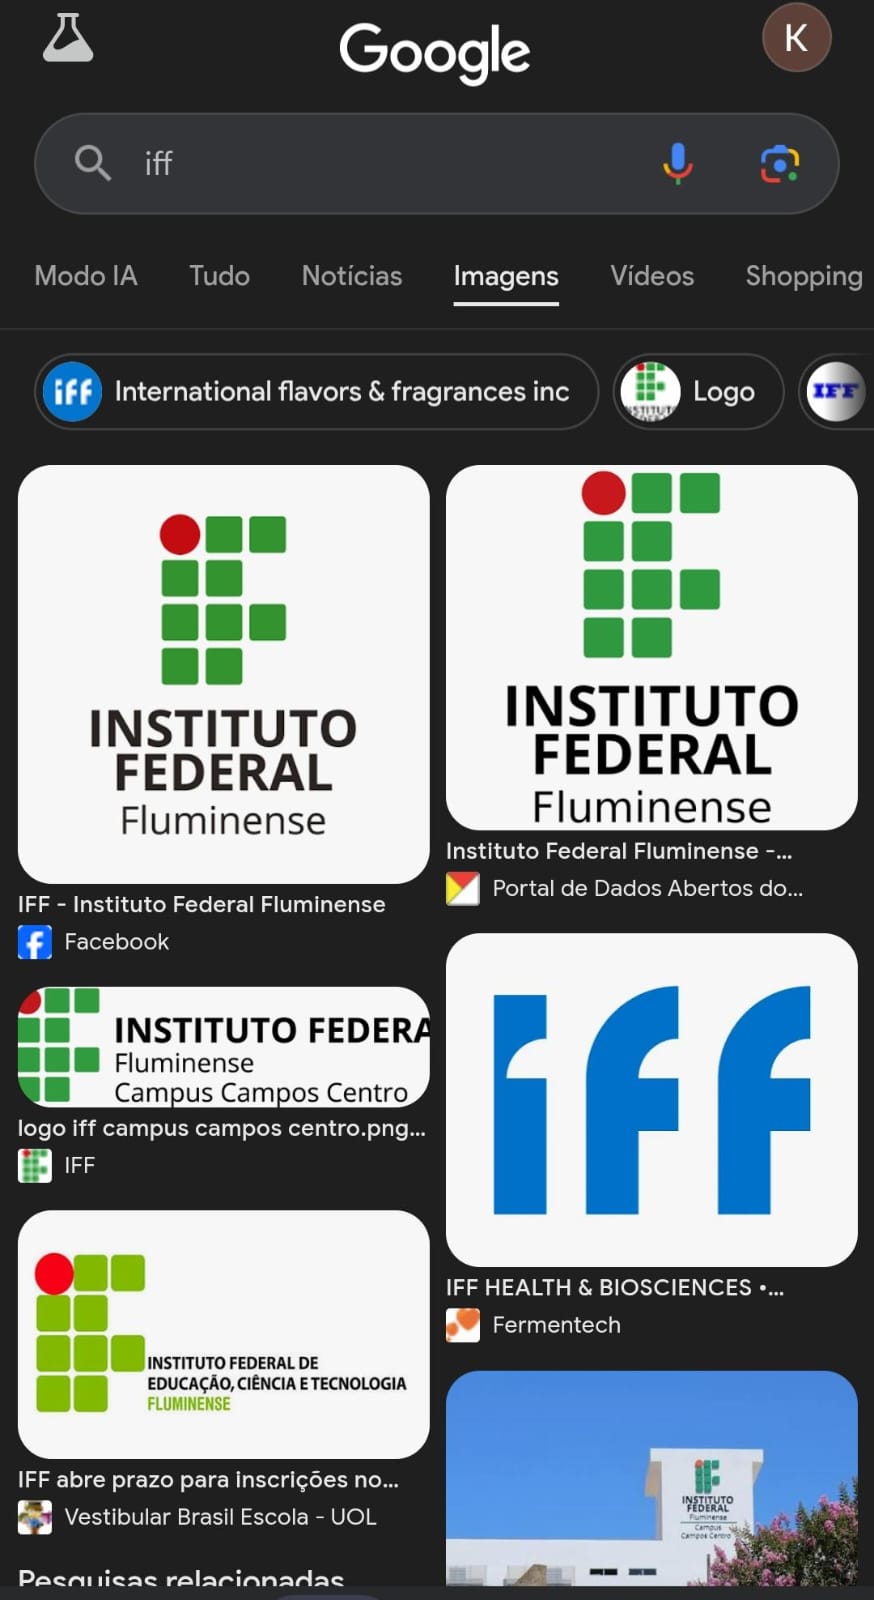 Google
K
iff
Modo IA
Tudo
Notícias
Imagens
Vídeos
Shopping
iff
International flavors & fragrances inc
Logo
IFF
INSTITUTO
FEDERAL
Fluminense
IFF - Instituto Federal Fluminense
Facebook
INSTITUTO
FEDERAL
Fluminense
Instituto Federal Fluminense -...
Portal de Dados Abertos do...
INSTITUTO FEDERA
Fluminense
Campus Campos Centro
logo iff campus campos centro.png...
IFF
iff
IFF HEALTH & BIOSCIENCES •...
Fermentech
INSTITUTO FEDERAL DE
EDUCAÇÃO, CIÊNCIA E TECNOLOGIA
FLUMINENSE
IFF abre prazo para inscrições no...
Vestibular Brasil Escola - UOL
INSTITUTO
FEDERAL
Fluminense
Campus
Campos Centro
Pesquisas relacionadas